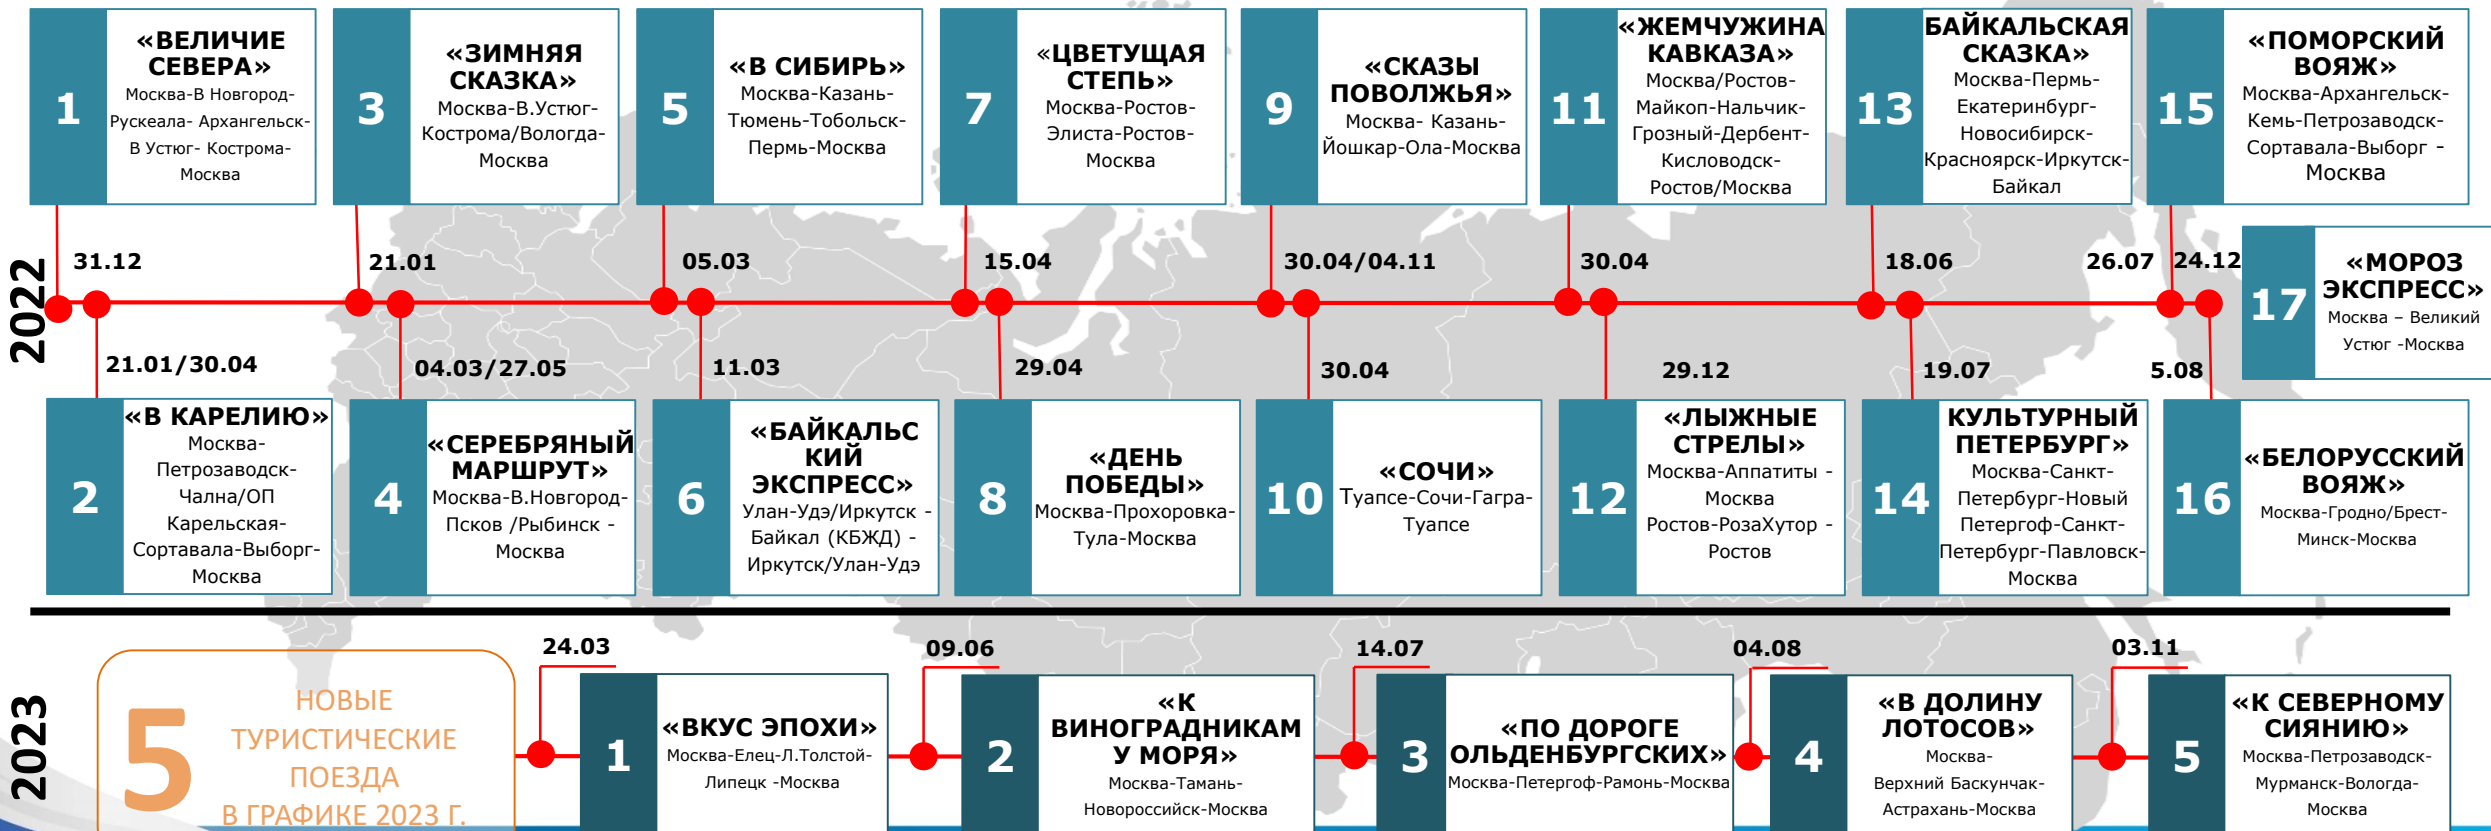 1
«ВЕЛИЧИЕ
СЕВЕРА»
Москва-В Новгород-
Рускеала- Архангельск-
В Устюг- Кострома-
Москва
3
«ЗИМНЯЯ
СКАЗКА»
Москва-В.Устюг-
Кострома/Вологда-
Москва
5
«В СИБИРЬ»
Москва-Казань-
Тюмень-Тобольск-
Пермь-Москва
7
«ЦВЕТУЩАЯ
СТЕПЬ»
Москва-Ростов-
Элиста-Ростов-
Москва
9
«СКАЗЫ
ПОВОЛЖЬЯ»
Москва- Казань-
Йошкар-Ола-Москва
11
«ЖЕМЧУЖИНА
КАВКАЗА»
Москва/Ростов-
Майкоп-Нальчик-
Грозный-Дербент-
Кисловодск-
Ростов/Москва
13
БАЙКАЛЬСКАЯ
СКАЗКА»
Москва-Пермь-
Екатеринбург-
Новосибирск-
Красноярск-Иркутск-
Байкал
15
«ПОМОРСКИЙ
ВОЯЖ»
Москва-Архангельск-
Кемь-Петрозаводск-
Сортавала-Выборг -
Москва
2022
31.12
21.01
05.03
15.04
30.04/04.11
30.04
18.06
26.07
24.12
17
«МОРОЗ
ЭКСПРЕСС»
Москва – Великий
Устюг -Москва
21.01/30.04
04.03/27.05
11.03
29.04
30.04
29.12
19.07
5.08
2
«В КАРЕЛИЮ»
Москва-
Петрозаводск-
Чална/ОП
Карельская-
Сортавала-Выборг-
Москва
4
«СЕРЕБРЯНЫЙ
МАРШРУТ»
Москва-В.Новгород-
Псков /Рыбинск -
Москва
6
«БАЙКАЛЬС
КИЙ
ЭКСПРЕСС»
Улан-Удэ/Иркутск -
Байкал (КБЖД) -
Иркутск/Улан-Удэ
8
«ДЕНЬ
ПОБЕДЫ»
Москва-Прохоровка-
Тула-Москва
10
«СОЧИ»
Туапсе-Сочи-Гагра-
Туапсе
12
«ЛЫЖНЫЕ
СТРЕЛЫ»
Москва-Аппатиты -
Москва
Ростов-РозаХутор -
Ростов
14
КУЛЬТУРНЫЙ
ПЕТЕРБУРГ»
Москва-Санкт-
Петербург-Новый
Петергоф-Санкт-
Петербург-Павловск-
Москва
16
«БЕЛОРУССКИЙ
ВОЯЖ»
Москва-Гродно/Брест-
Минск-Москва
2023
5
НОВЫЕ
ТУРИСТИЧЕСКИЕ
ПОЕЗДА
В ГРАФИКЕ 2023 Г.
24.03
09.06
14.07
04.08
03.11
1
«ВКУС ЭПОХИ»
Москва-Елец-Л.Толстой-
Липецк -Москва
2
«К
ВИНОГРАДНИКАМ
У МОРЯ»
Москва-Тамань-
Новороссийск-Москва
3
«ПО ДОРОГЕ
ОЛЬДЕНБУРГСКИХ»
Москва-Петергоф-Рамонь-Москва
4
«В ДОЛИНУ
ЛОТОСОВ»
Москва-
Верхний Баскунчак-
Астрахань-Москва
5
«К СЕВЕРНОМУ
СИЯНИЮ»
Москва-Петрозаводск-
Мурманск-Вологда-
Москва